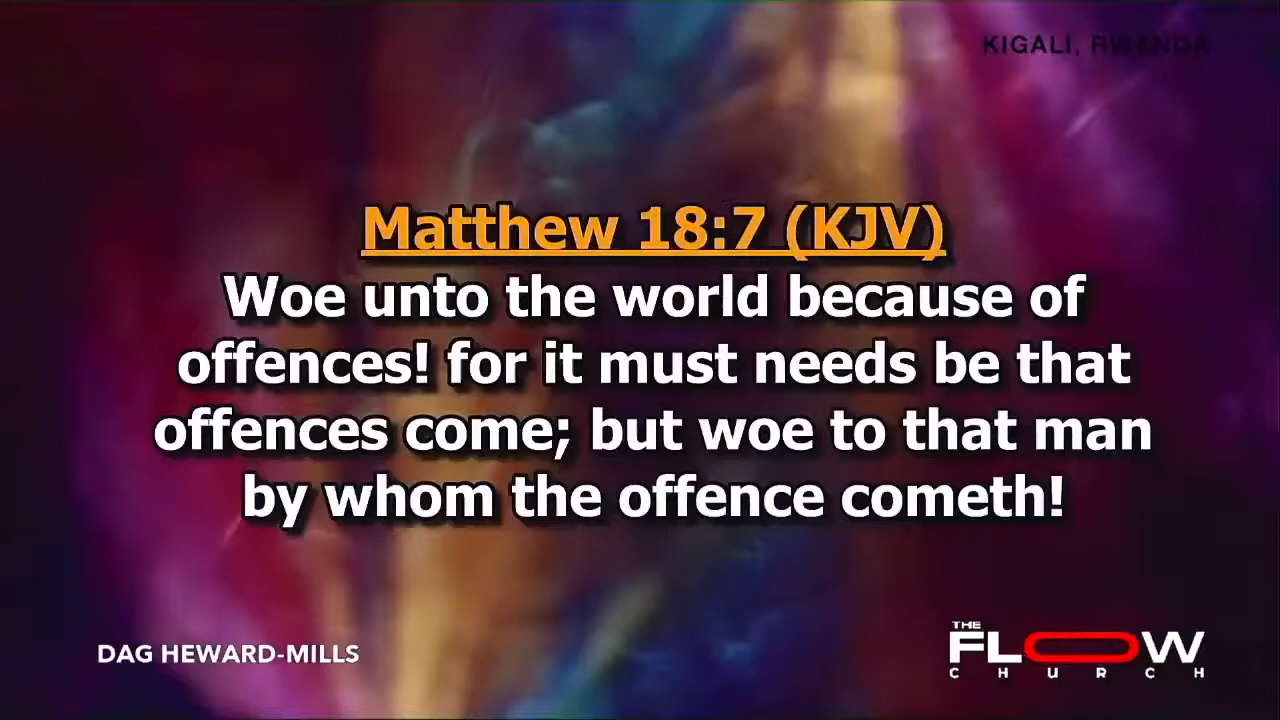 KIGALI, RWANDA
Matthew 18:7 (KJV)
Woe unto the world because of
offences! for it must needs be that
offences come; but woe to that man
by whom the offence cometh!
DAG HEWARD-MILLS
THE
FLOW
CHURCH